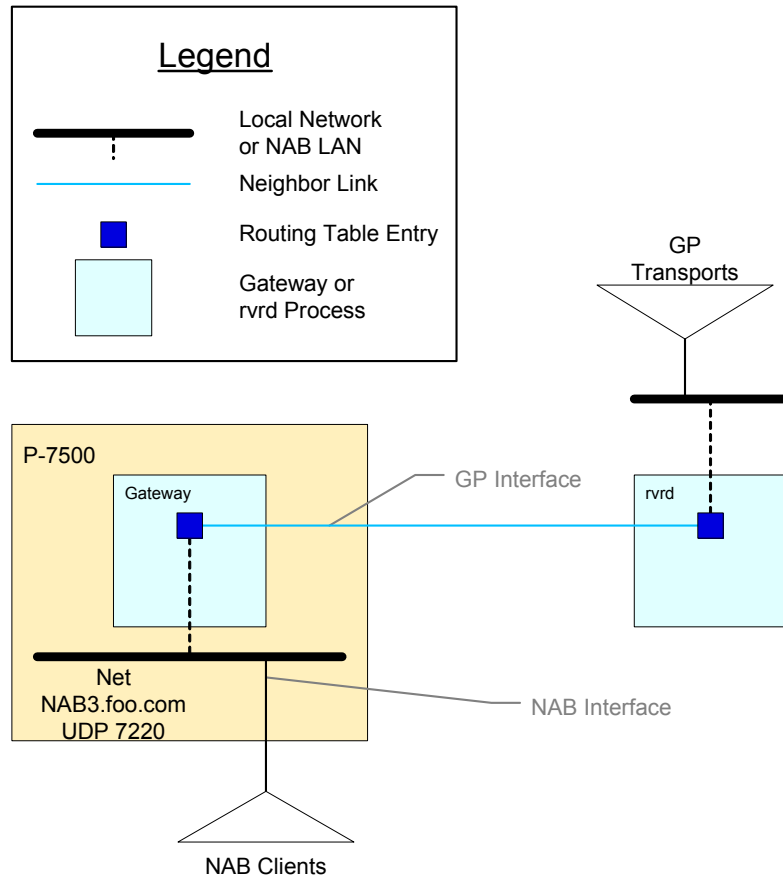 Legend
Local Network
or NAB LAN
Neighbor Link
Routing Table Entry
Gateway or
rvrd Process
GP
Transports
P-7500
Gateway
GP Interface
rvrd
Net
NAB3.foo.com
UDP 7220
NAB Interface
NAB Clients